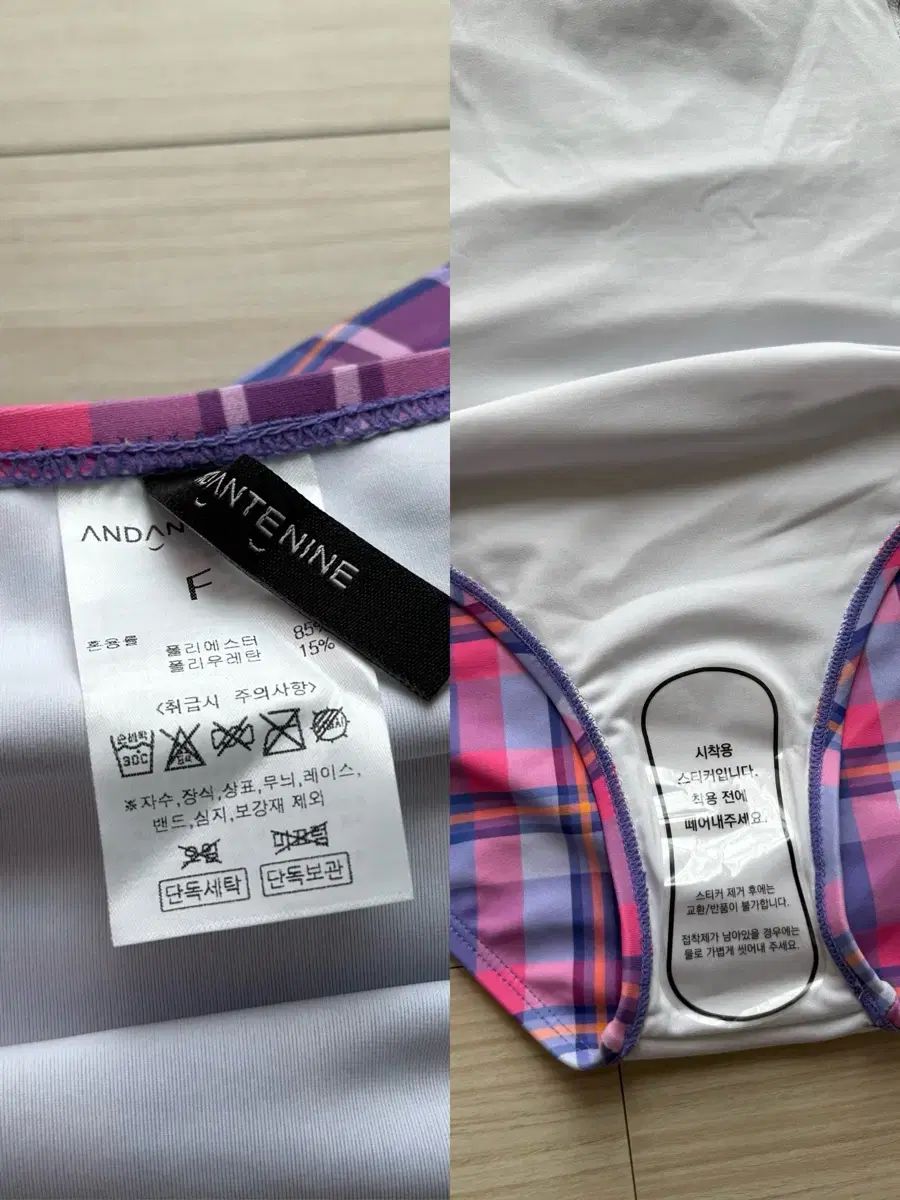 ANDAN
ANTENINE
F
혼용률
폴리에스터 85%
폴리우레탄 15%
<취급시 주의사항>
손세탁
30°C
※자수,장식,상표,무늬,레이스,
밴드,심지,보강재 제외
단독세탁
단독보관
시착용
스티커입니다.
착용 전에
떼어내주세요.
스티커 제거 후에는
교환/반품이 불가합니다.
접착제가 남아있을 경우에는
물로 가볍게 씻어내 주세요.